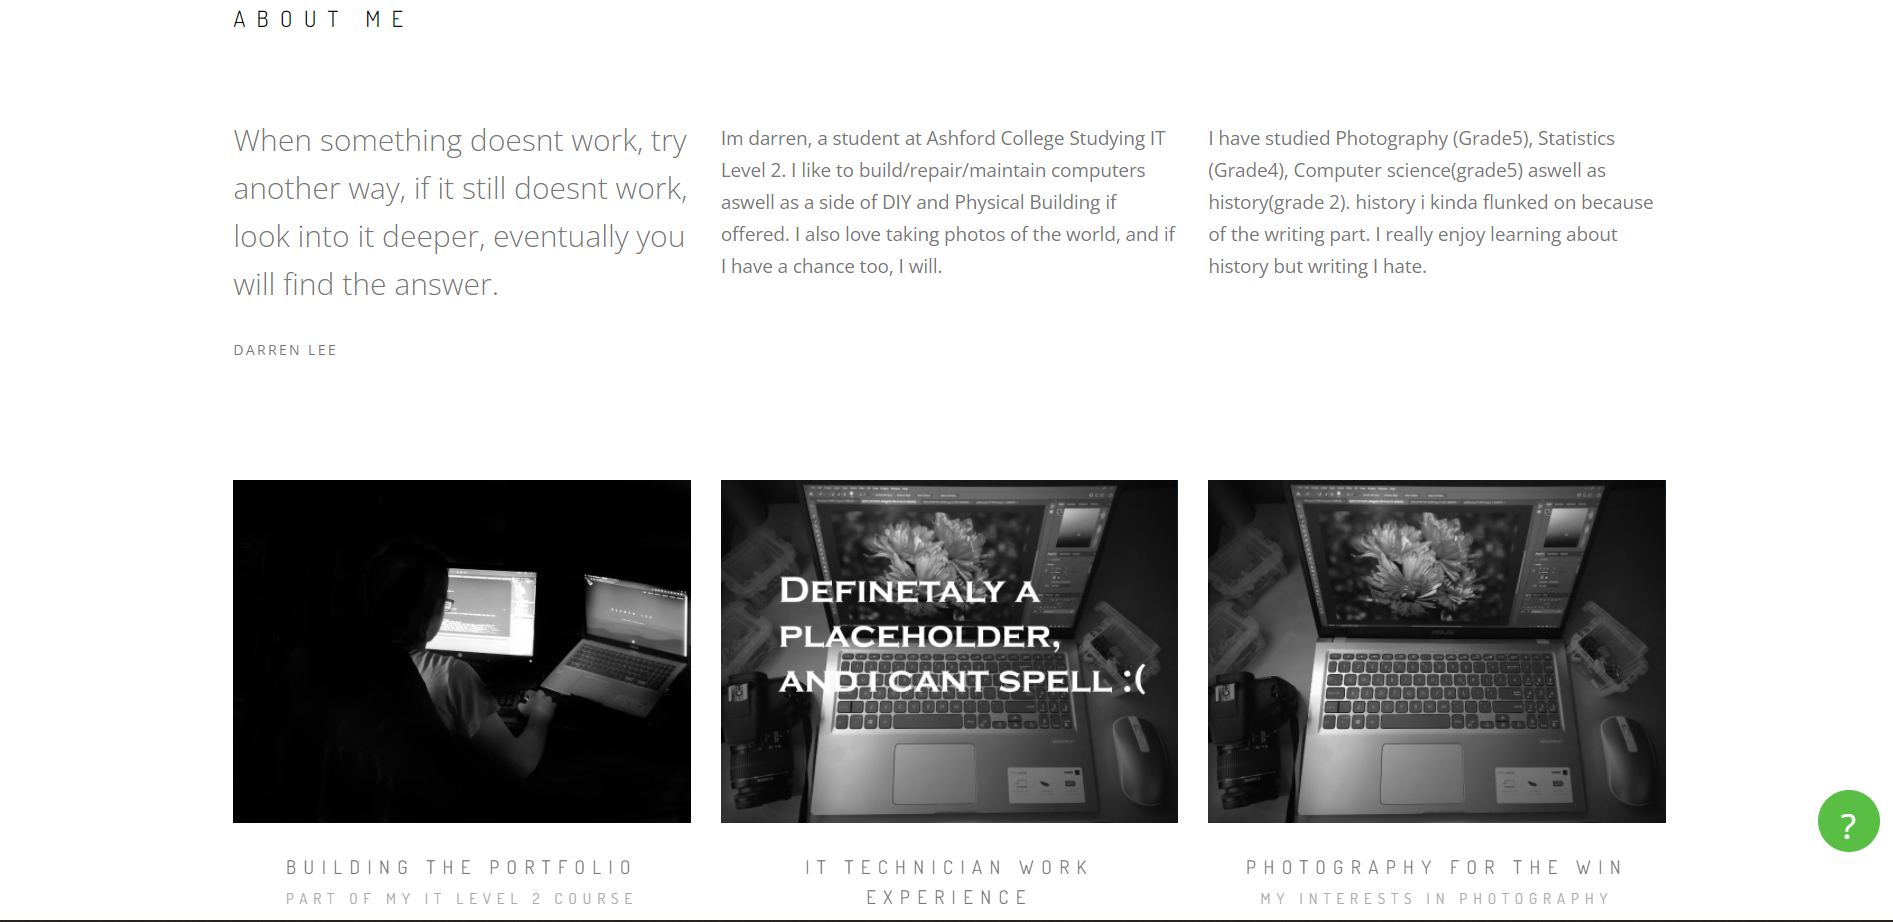 ABOUT ME
When something doesnt work, try
another way, if it still doesnt work,
look into it deeper, eventually you
will find the answer.
DARREN LEE
Im darren, a student at Ashford College Studying IT
Level 2. I like to build/repair/maintain computers
aswell as a side of DIY and Physical Building if
offered. I also love taking photos of the world, and if
I have a chance too, I will.
I have studied Photography (Grade5), Statistics
(Grade4), Computer science(grade5) aswell as
history(grade 2). history i kinda flunked on because
of the writing part. I really enjoy learning about
history but writing I hate.
DARREN LEE
DEFINETALY A
PLACEHOLDER,
AND I CANT SPELL :(
ASUS
BUILDING THE PORTFOLIO
PART OF MY IT LEVEL 2 COURSE
IT TECHNICIAN WORK
EXPERIENCE
PHOTOGRAPHY FOR THE WIN
MY INTERESTS IN PHOTOGRAPHY
?